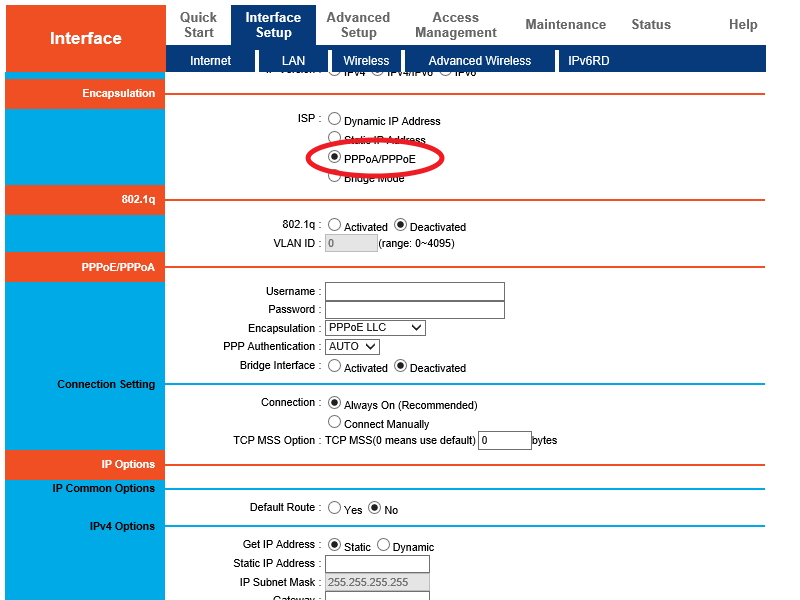 Interface
Quick Start
Interface Setup
Advanced Setup
Access Management
Maintenance
Status
Help
Internet
LAN
Wireless
Advanced Wireless
IPv6RD
IPv4 IPv4/IPv6 IPv6
Encapsulation
ISP : Dynamic IP Address
Static IP Address
PPPoA/PPPoE
Bridge Mode
802.1q
802.1q : Activated Deactivated
VLAN ID : 0 (range: 0~4095)
PPPoE/PPPoA
Username :
Password :
Encapsulation : PPPoE LLC
PPP Authentication : AUTO
Bridge Interface : Activated Deactivated
Connection Setting
Connection : Always On (Recommended)
Connect Manually
TCP MSS Option : TCP MSS(0 means use default) 0 bytes
IP Options
IP Common Options
Default Route : Yes No
IPv4 Options
Get IP Address : Static Dynamic
Static IP Address :
IP Subnet Mask : 255.255.255.255
Gateway